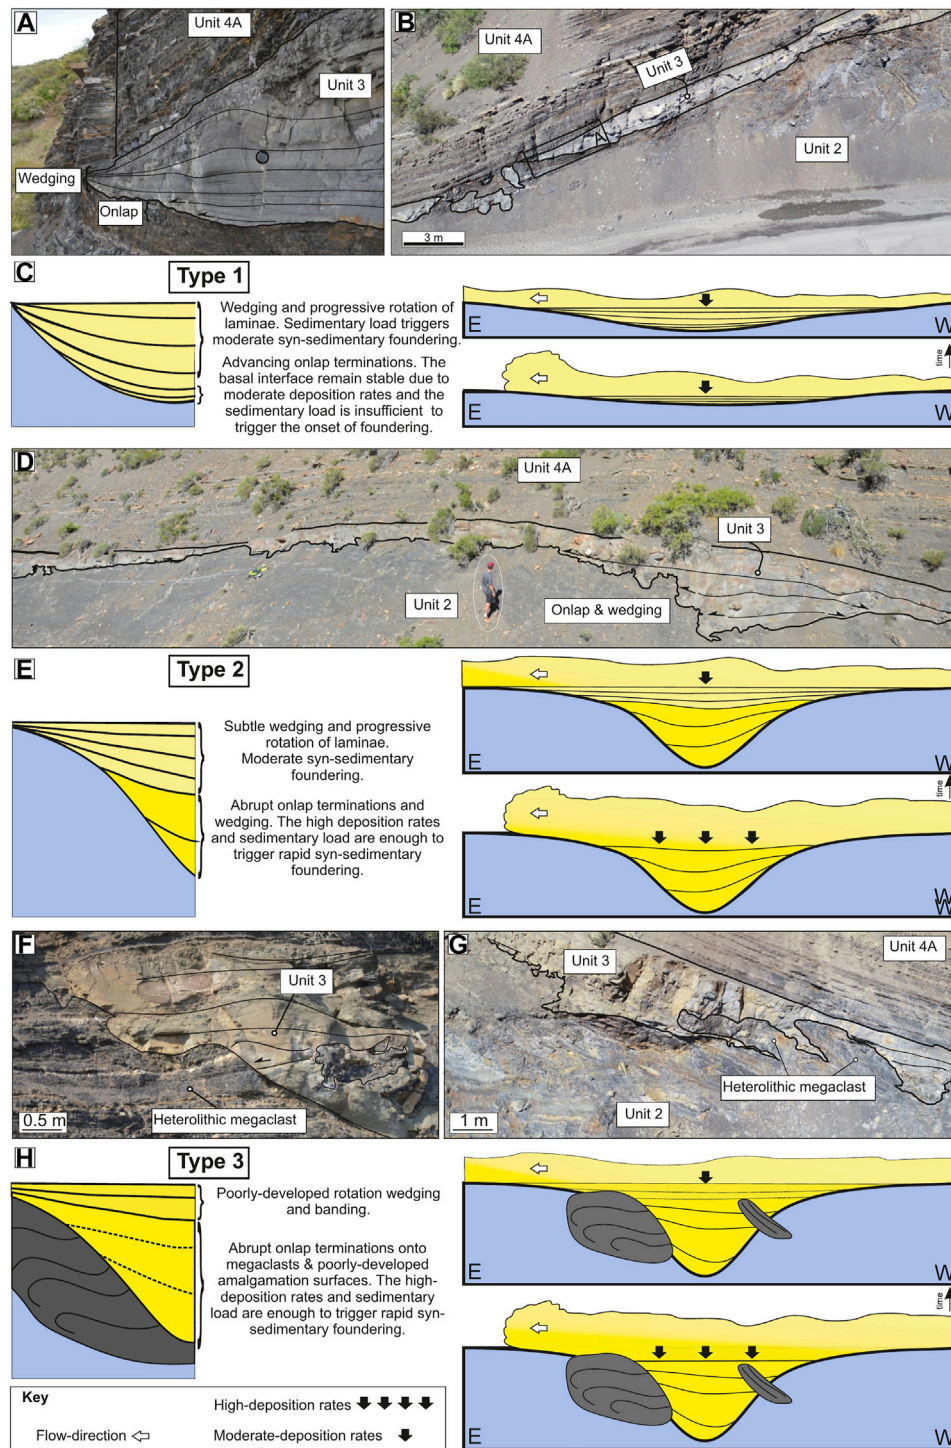 A
Unit 4A
Unit 3
Wedging
Onlap
B
Unit 4A
Unit 3
A
Unit 2
3 m
C
Type 1
Wedging and progressive rotation of
laminae. Sedimentary load triggers
moderate syn-sedimentary foundering.
Advancing onlap terminations. The
basal interface remain stable due to
moderate deposition rates and the
sedimentary load is insufficient to
trigger the onset of foundering.
E
W
time
E
W
D
Unit 4A
Unit 3
Unit 2
Onlap & wedging
E
Type 2
Subtle wedging and progressive
rotation of laminae.
Moderate syn-sedimentary
foundering.
Abrupt onlap terminations and
wedging. The high deposition rates
and sedimentary load are enough to
trigger rapid syn-sedimentary
foundering.
E
W
time
E
W
W
F
Unit 3
Heterolithic megaclast
0.5 m
G
Unit 3
Unit 4A
Heterolithic megaclast
Unit 2
1 m
H
Type 3
Poorly-developed rotation wedging
and banding.
Abrupt onlap terminations onto
megaclasts & poorly-developed
amalgamation surfaces. The high-
deposition rates and sedimentary
load are enough to trigger rapid syn-
sedimentary foundering.
E
W
time
E
W
Key
High-deposition rates
Flow-direction
Moderate-deposition rates